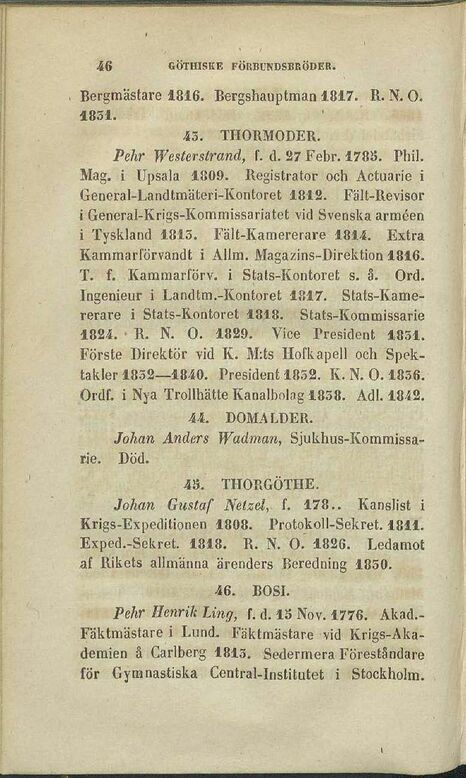 46 GÖTHISKE FÖRBUNDSBRÖDER.
Bergmästare 1816. Bergshauptman 1817. R. N. O.
1831.
43. THORMODER.
Pehr Westerstrand, f. d. 27 Febr. 1785. Phil.
Mag. i Upsala 1809. Registrator och Actuarie i
General-Landtmäteri-Kontoret 1812. Fält-Revisor
i General-Krigs-Kommissariatet vid Svenska arméen
i Tyskland 1813. Fält-Kamererare 1814. Extra
Kammarförvandt i Allm. Magazins-Direktion 1816.
T. f. Kammarförv. i Stats-Kontoret s. å. Ord.
Ingenieur i Landtm.-Kontoret 1817. Stats-Kame-
rerare i Stats-Kontoret 1818. Stats-Kommissarie
1824. R. N. O. 1829. Vice President 1831.
Förste Direktör vid K. M:ts Hofkapell och Spek-
takler 1832—1840. President 1832. K. N. O. 1836.
Ordf. i Nya Trollhätte Kanalbolag 1838. Adl. 1842.
44. DOMALDER.
Johan Anders Wadman, Sjukhus-Kommissa-
rie. Död.
45. THORGÖTHE.
Johan Gustaf Netzel, f. 178.. Kanslist i
Krigs-Expeditionen 1808. Protokoll-Sekret. 1811.
Exped.-Sekret. 1818. R. N. O. 1826. Ledamot
af Rikets allmänna ärenders Beredning 1830.
46. BOSI.
Pehr Henrik Ling, f. d. 15 Nov. 1776. Akad.-
Fäktmästare i Lund. Fäktmästare vid Krigs-Aka-
demien å Carlberg 1813. Sedermera Föreståndare
för Gymnastiska Central-Institutet i Stockholm.